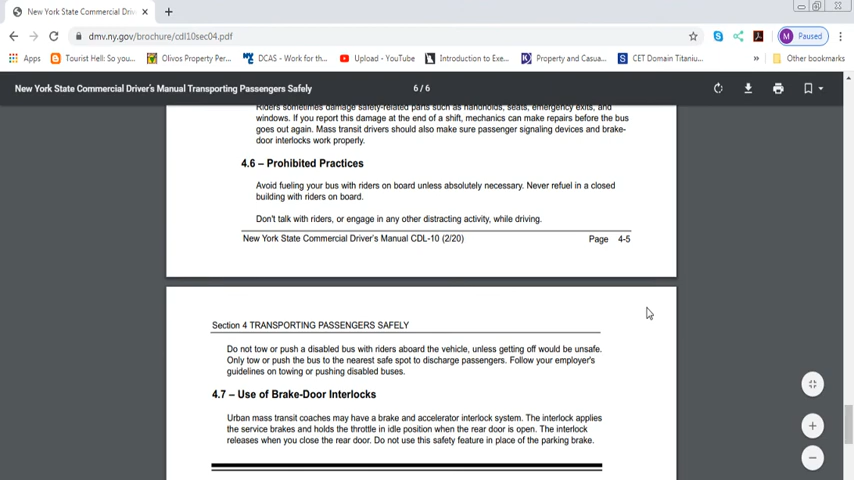 New York State Commercial Driv
dmv.ny.gov/brochure/cdl10sec04.pdf
M Paused
Apps Tourist Hell: So you... Olivos Property Per... DCAS - Work for th... Upload - YouTube Introduction to Exe... Property and Casua... CET Domain Titaniu... » Other bookmarks
New York State Commercial Driver's Manual Transporting Passengers Safely 6 / 6
Riders sometimes damage safety-related parts such as handholds, seats, emergency exits, and
windows. If you report this damage at the end of a shift, mechanics can make repairs before the bus
goes out again. Mass transit drivers should also make sure passenger signaling devices and brake-
door interlocks work properly.
4.6 – Prohibited Practices
Avoid fueling your bus with riders on board unless absolutely necessary. Never refuel in a closed
building with riders on board.
Don't talk with riders, or engage in any other distracting activity, while driving.
New York State Commercial Driver's Manual CDL-10 (2/20) Page 4-5
Section 4 TRANSPORTING PASSENGERS SAFELY
Do not tow or push a disabled bus with riders aboard the vehicle, unless getting off would be unsafe.
Only tow or push the bus to the nearest safe spot to discharge passengers. Follow your employer's
guidelines on towing or pushing disabled buses.
4.7 – Use of Brake-Door Interlocks
Urban mass transit coaches may have a brake and accelerator interlock system. The interlock applies
the service brakes and holds the throttle in idle position when the rear door is open. The interlock
releases when you close the rear door. Do not use this safety feature in place of the parking brake.